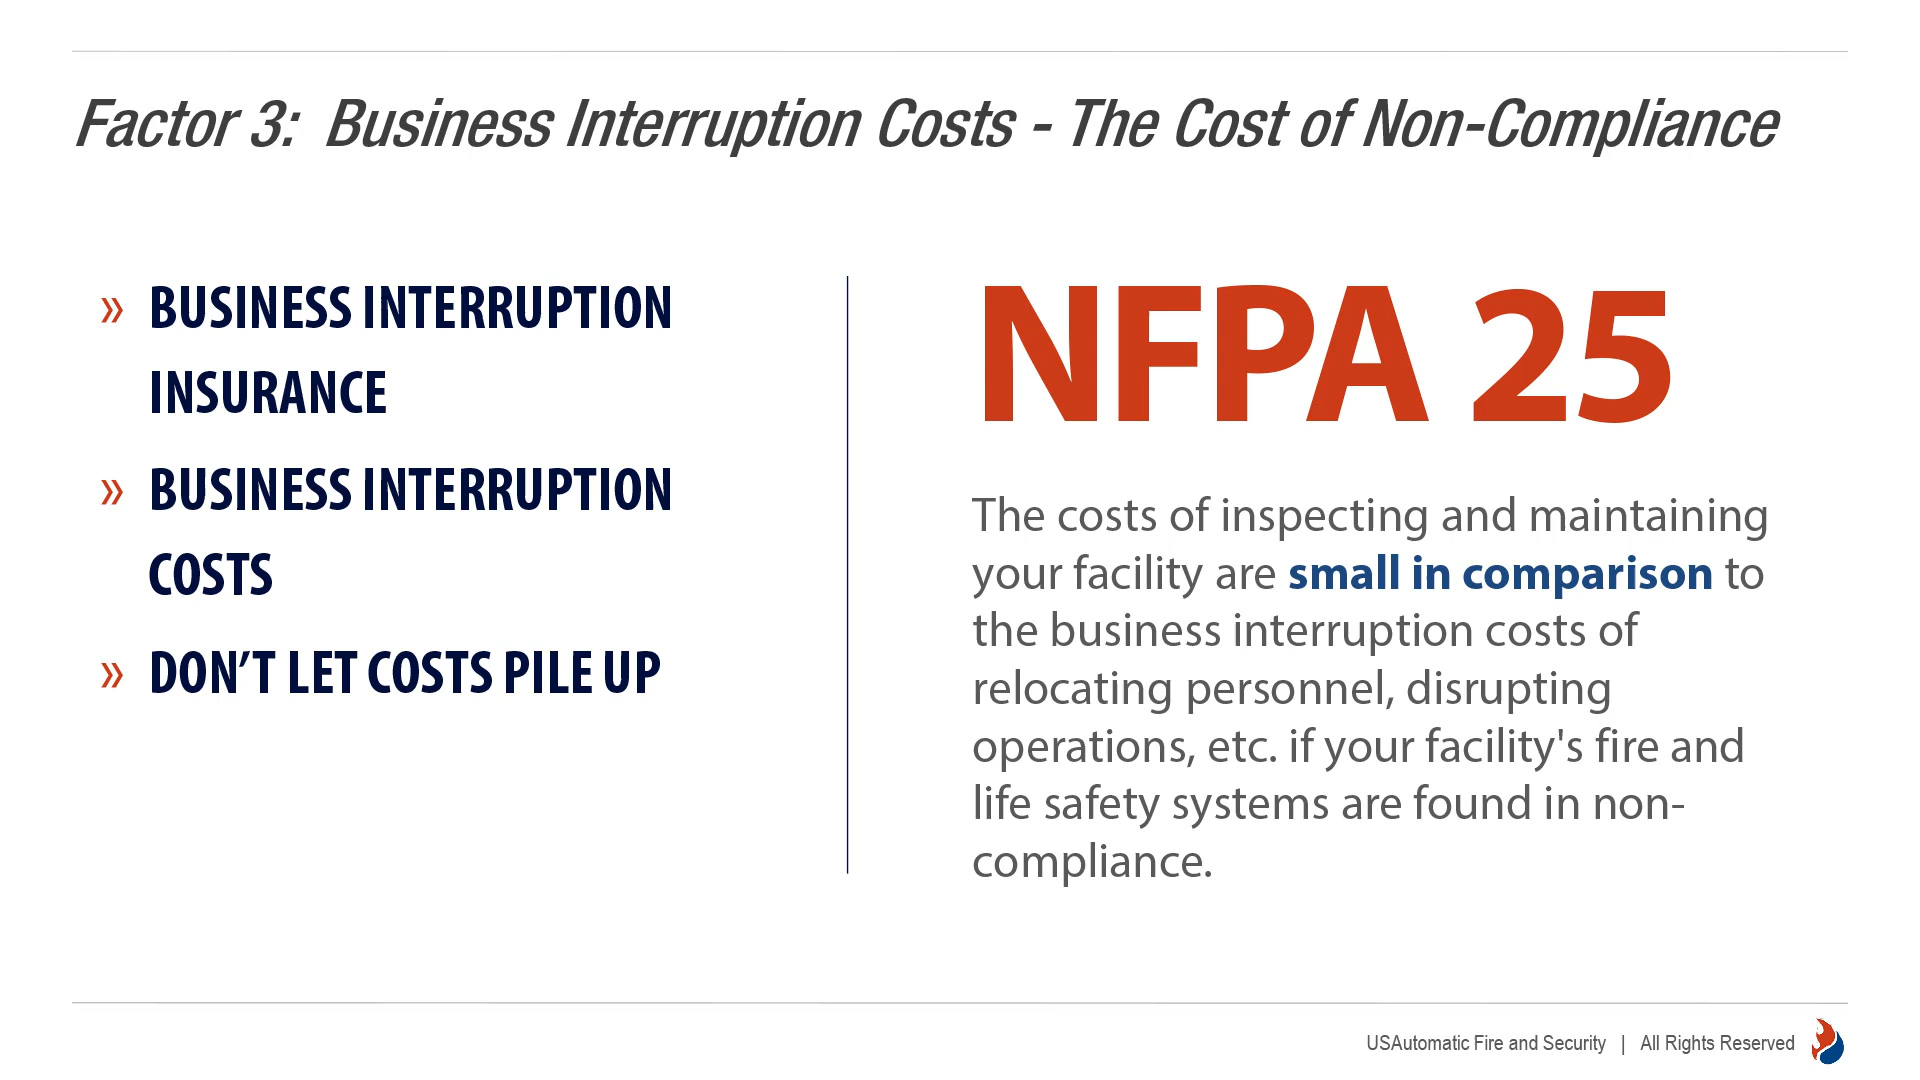 Factor 3: Business Interruption Costs - The Cost of Non-Compliance
» BUSINESS INTERRUPTION
INSURANCE
» BUSINESS INTERRUPTION
COSTS
» DON’T LET COSTS PILE UP
NFPA 25
The costs of inspecting and maintaining
your facility are small in comparison to
the business interruption costs of
relocating personnel, disrupting
operations, etc. if your facility's fire and
life safety systems are found in non-
compliance.
USAutomatic Fire and Security | All Rights Reserved